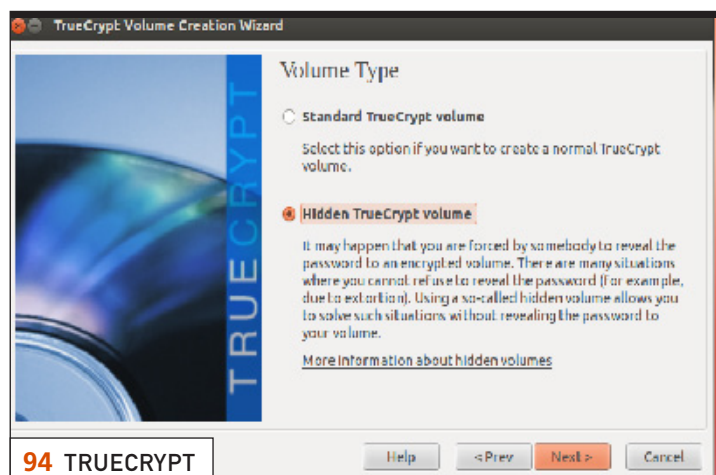 TrueCrypt Volume Creation Wizard
TRUECRYPT
Volume Type
Standard TrueCrypt volume
Select this option if you want to create a normal TrueCrypt
volume.
Hidden TrueCrypt volume
It may happen that you are forced by somebody to reveal the
password to an encrypted volume. There are many situations
where you cannot refuse to reveal the password (for example,
due to extortion). Using a so-called hidden volume allows you
to solve such situations without revealing the password to
your volume.
More information about hidden volumes
Help
< Prev
Next >
Cancel
94 TRUECRYPT